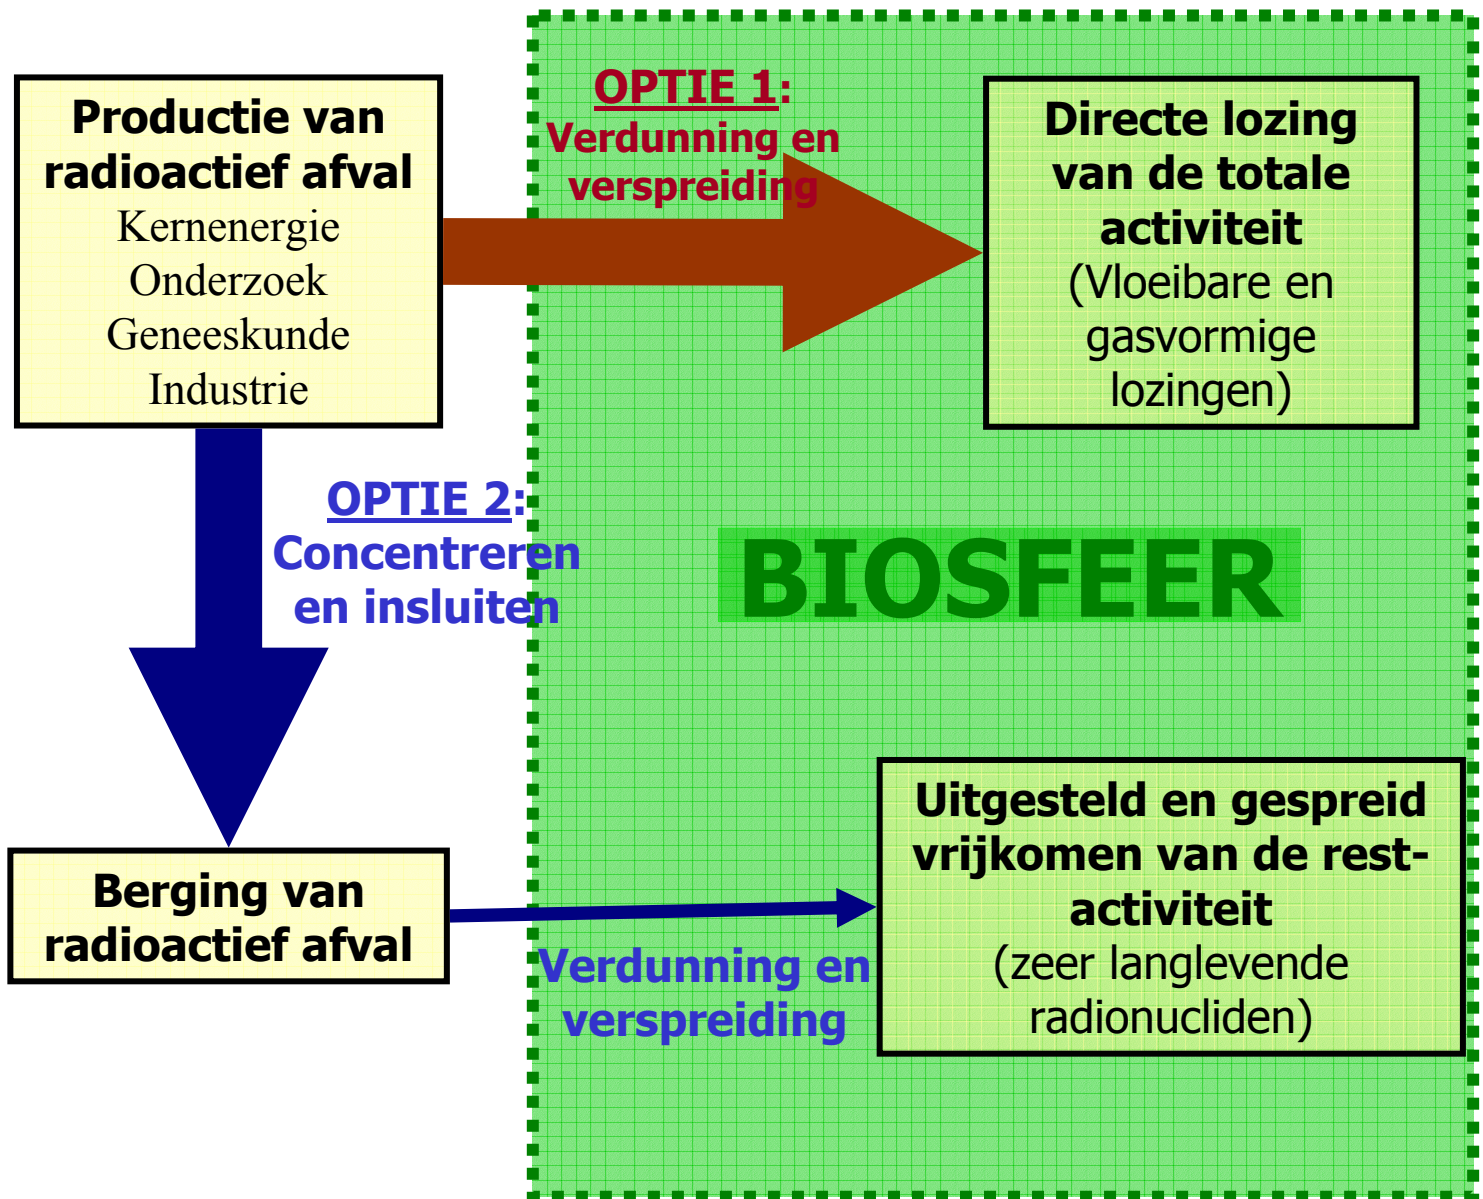 Productie van
radioactief afval
Kernenergie
Onderzoek
Geneeskunde
Industrie
OPTIE 1:
Verdunning en
verspreiding
Directe lozing
van de totale
activiteit
(Vloeibare en
gasvormige
lozingen)
OPTIE 2:
Concentreren
en insluiten
BIOSFEER
Berging van
radioactief afval
Verdunning en
verspreiding
Uitgesteld en gespreid
vrijkomen van de rest-
activiteit
(zeer langlevende
radionucliden)